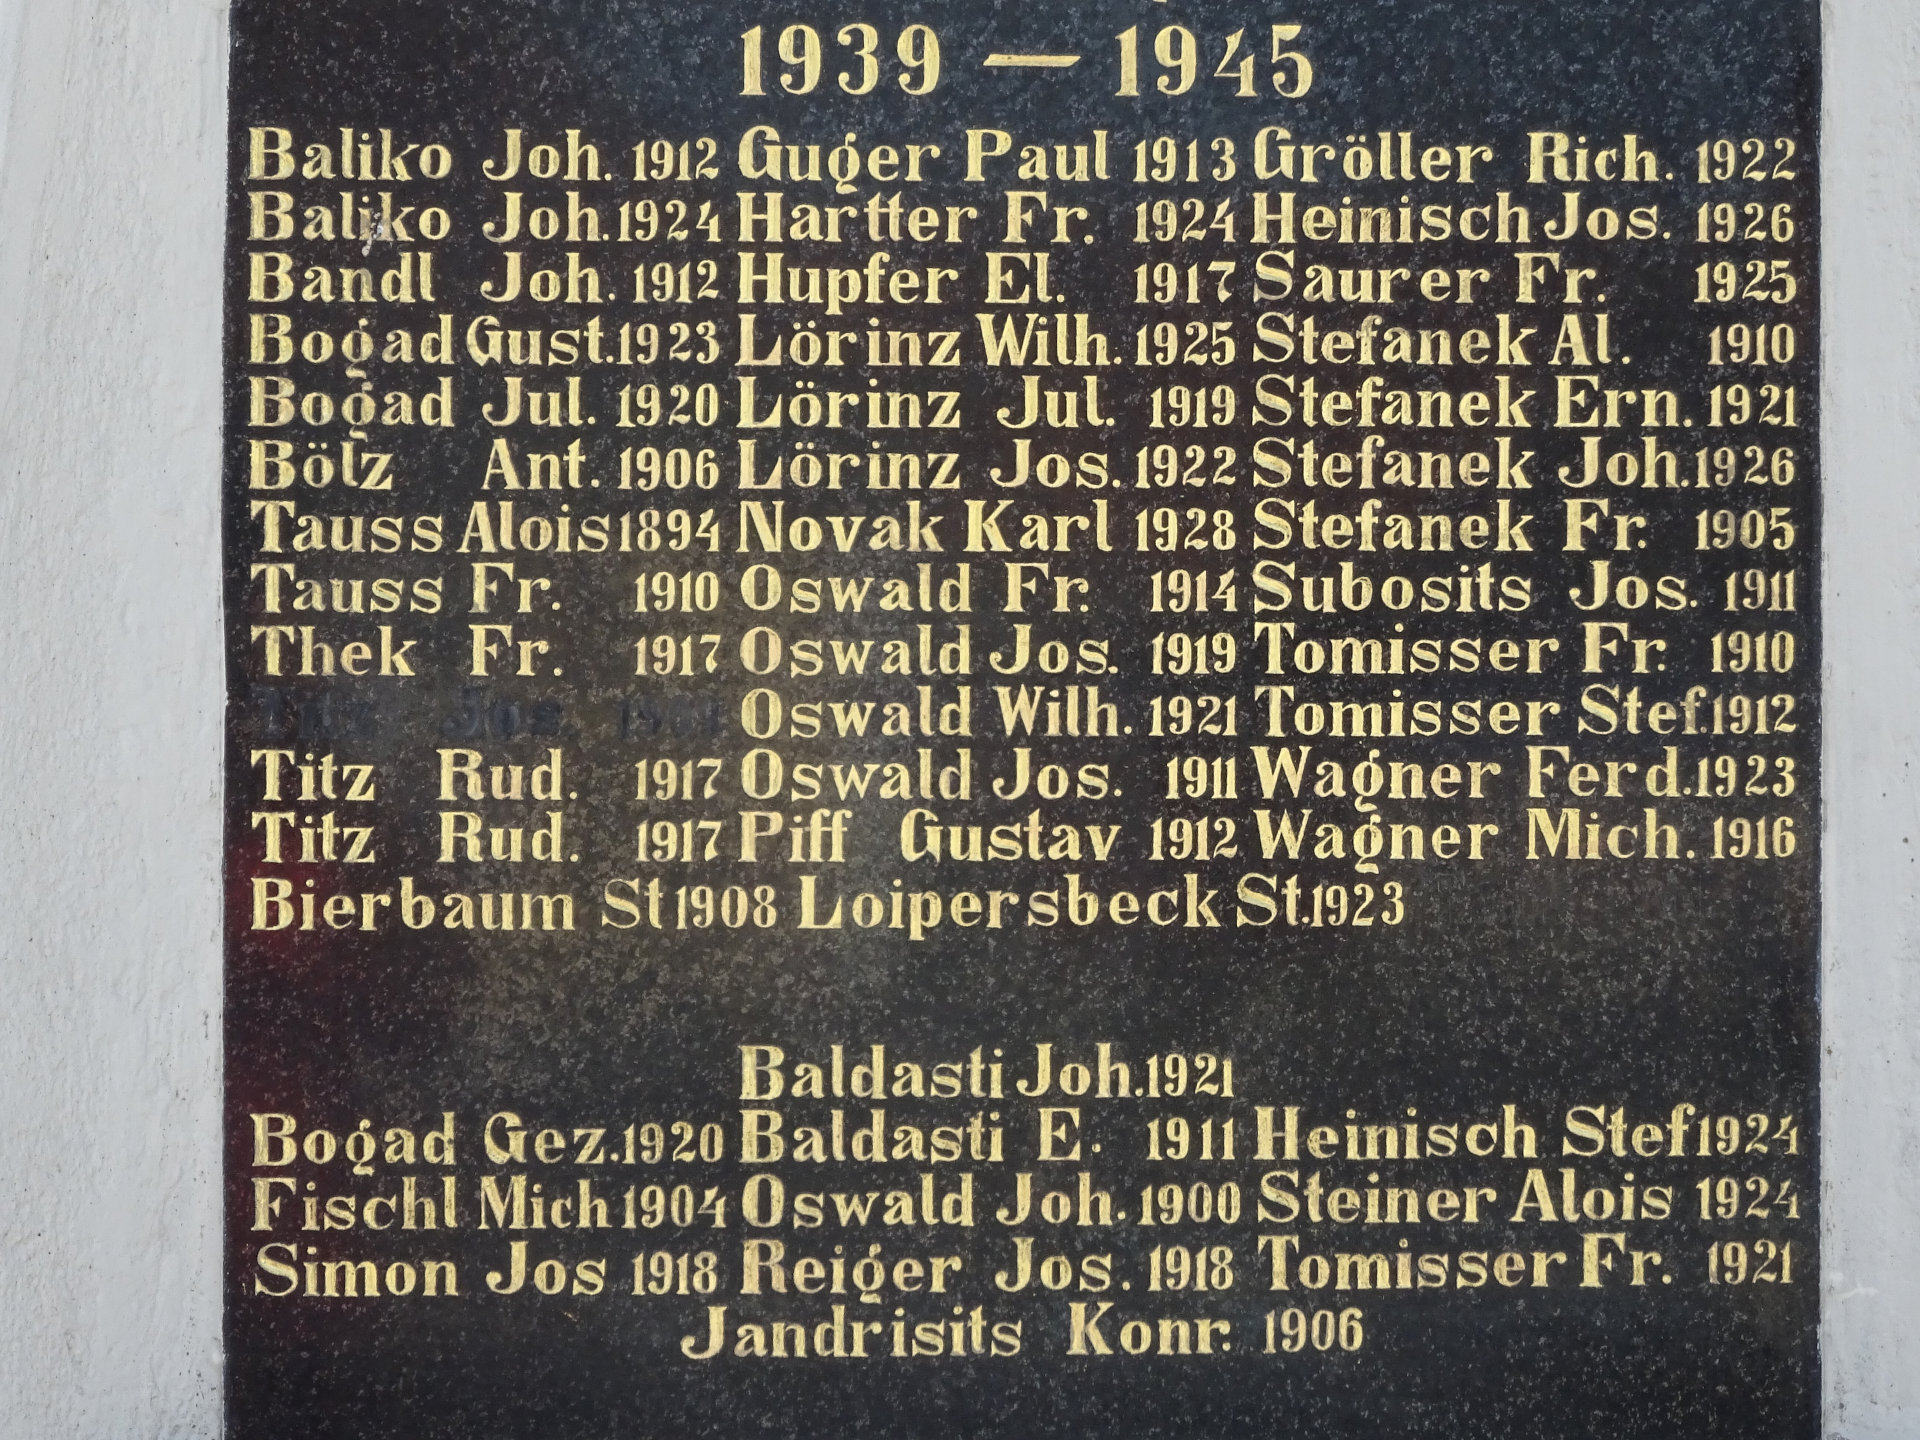 1939 — 1945
Baliko Joh. 1912 Guger Paul 1913 Gröller Rich. 1922
Baliko Joh. 1924 Hartter Fr. 1924 Heinisch Jos. 1926
Bandl Joh. 1912 Hupfer El. 1917 Saurer Fr. 1925
Bogad Gust. 1923 Lörinz Wilh. 1925 Stefanek Al. 1910
Bogad Jul. 1920 Lörinz Jul. 1919 Stefanek Ern. 1921
Bölz Ant. 1906 Lörinz Jos. 1922 Stefanek Joh. 1926
Tauss Alois 1894 Novak Karl 1928 Stefanek Fr. 1905
Tauss Fr. 1910 Oswald Fr. 1914 Subosits Jos. 1911
Thek Fr. 1917 Oswald Jos. 1919 Tomisser Fr. 1910
Titz Jos. Oswald Wilh. 1921 Tomisser Stef. 1912
Titz Rud. 1917 Oswald Jos. 1911 Wagner Ferd. 1923
Titz Rud. 1917 Piff Gustav 1912 Wagner Mich. 1916
Bierbaum St 1908 Loipersbeck St. 1923
Baldasti Joh. 1921
Bogad Gez. 1920 Baldasti E. 1911 Heinisch Stef 1924
Fischl Mich 1904 Oswald Joh. 1900 Steiner Alois 1924
Simon Jos 1918 Reiger Jos. 1918 Tomisser Fr. 1921
Jandrisits Konr. 1906